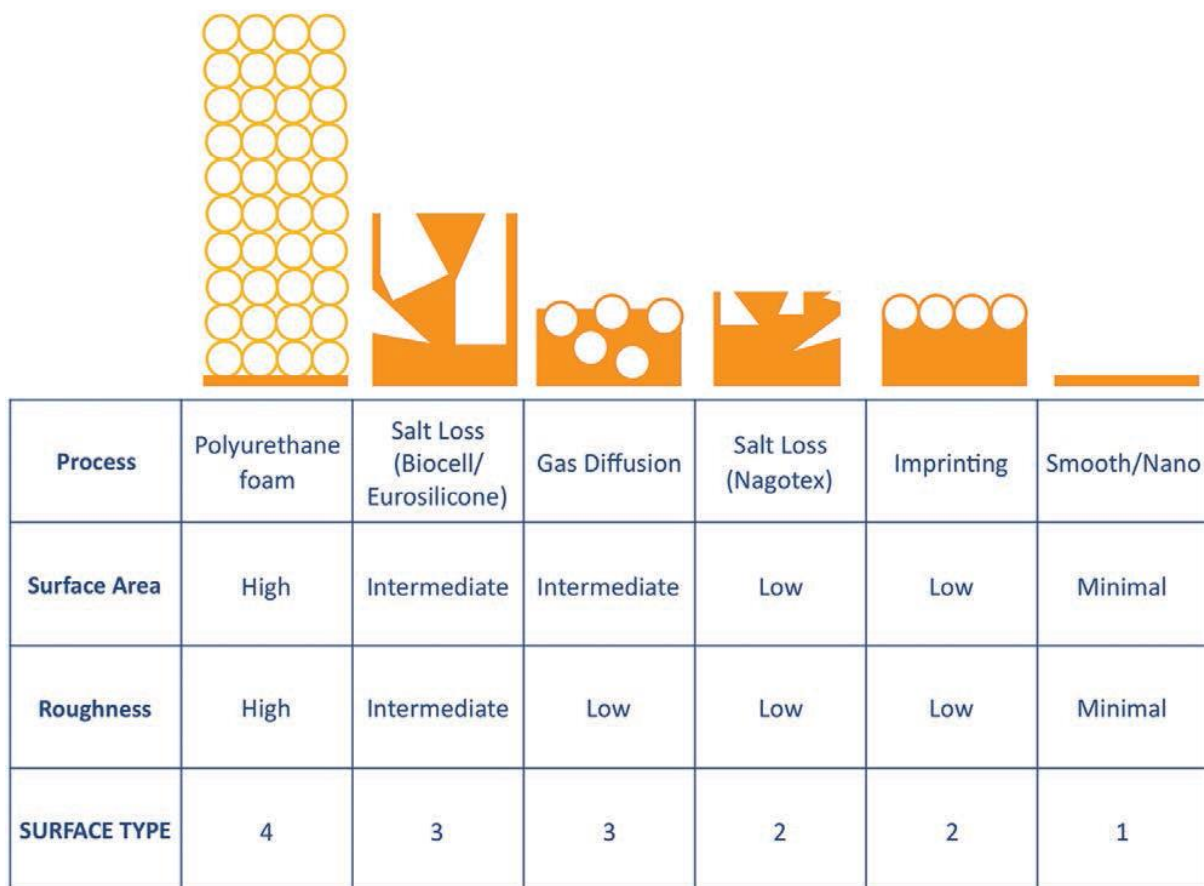 Process
Polyurethane
foam
Salt Loss
(Biocell/
Eurosilicone)
Gas Diffusion
Salt Loss
(Nagotex)
Imprinting
Smooth/Nano
Surface Area
High
Intermediate
Intermediate
Low
Low
Minimal
Roughness
High
Intermediate
Low
Low
Low
Minimal
SURFACE TYPE
4
3
3
2
2
1